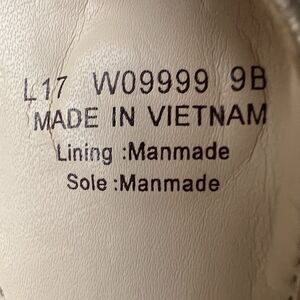 L17 W09999 9B
MADE IN VIETNAM
Lining :Manmade
Sole :Manmade